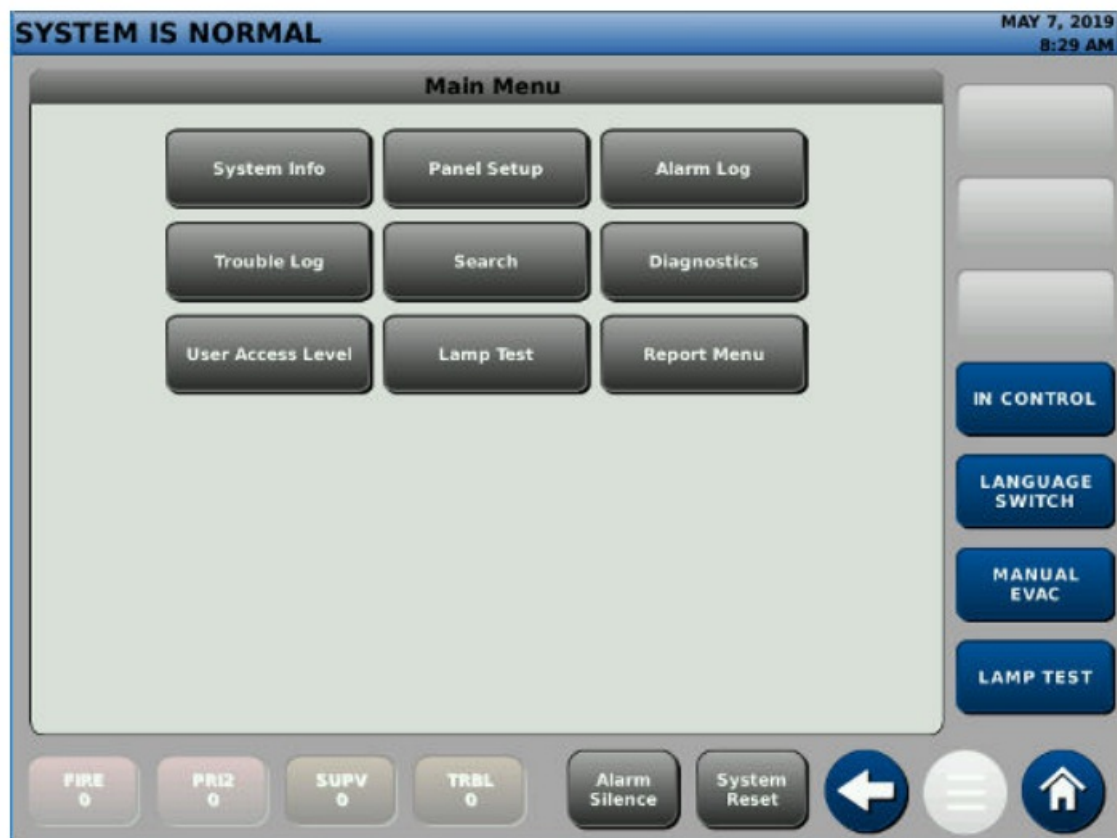 SYSTEM IS NORMAL
MAY 7, 2019
8:29 AM
Main Menu
System Info
Panel Setup
Alarm Log
Trouble Log
Search
Diagnostics
User Access Level
Lamp Test
Report Menu
IN CONTROL
LANGUAGE
SWITCH
MANUAL
EVAC
LAMP TEST
FIRE
0
PRI2
0
SUPV
0
TRBL
0
Alarm
Silence
System
Reset